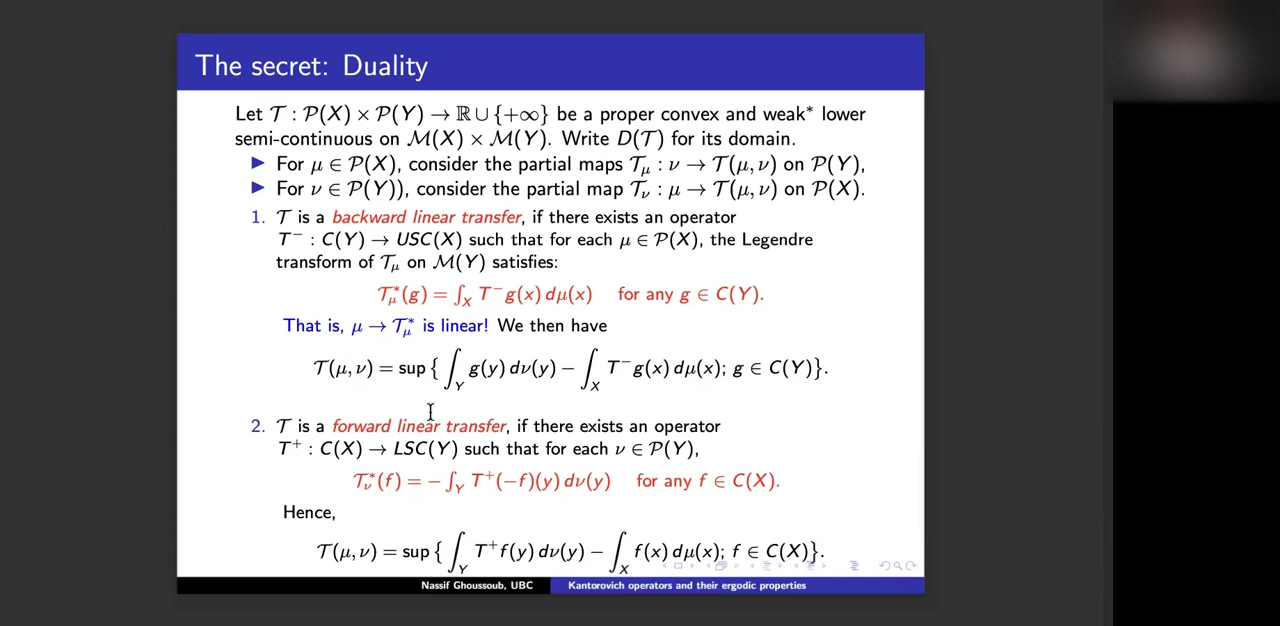 The secret: Duality
Let 𝒯 : 𝒫(X) × 𝒫(Y) → ℝ ∪ {+∞} be a proper convex and weak* lower
semi-continuous on ℳ(X) × ℳ(Y). Write D(𝒯) for its domain.
▶ For μ ∈ 𝒫(X), consider the partial maps 𝒯_μ : ν → 𝒯(μ, ν) on 𝒫(Y),
▶ For ν ∈ 𝒫(Y)), consider the partial map 𝒯_ν : μ → 𝒯(μ, ν) on 𝒫(X).
1. 𝒯 is a backward linear transfer, if there exists an operator
T⁻ : C(Y) → USC(X) such that for each μ ∈ 𝒫(X), the Legendre
transform of 𝒯_μ on ℳ(Y) satisfies:
𝒯*_μ(g) = ∫_X T⁻g(x) dμ(x) for any g ∈ C(Y).
That is, μ → 𝒯*_μ is linear! We then have
𝒯(μ, ν) = sup { ∫_Y g(y) dν(y) − ∫_X T⁻g(x) dμ(x); g ∈ C(Y)}.
2. 𝒯 is a forward linear transfer, if there exists an operator
T⁺ : C(X) → LSC(Y) such that for each ν ∈ 𝒫(Y),
𝒯*_ν(f) = − ∫_Y T⁺(−f)(y) dν(y) for any f ∈ C(X).
Hence,
𝒯(μ, ν) = sup { ∫_Y T⁺f(y) dν(y) − ∫_X f(x) dμ(x); f ∈ C(X)}.
Nassif Ghoussoub, UBC Kantorovich operators and their ergodic properties